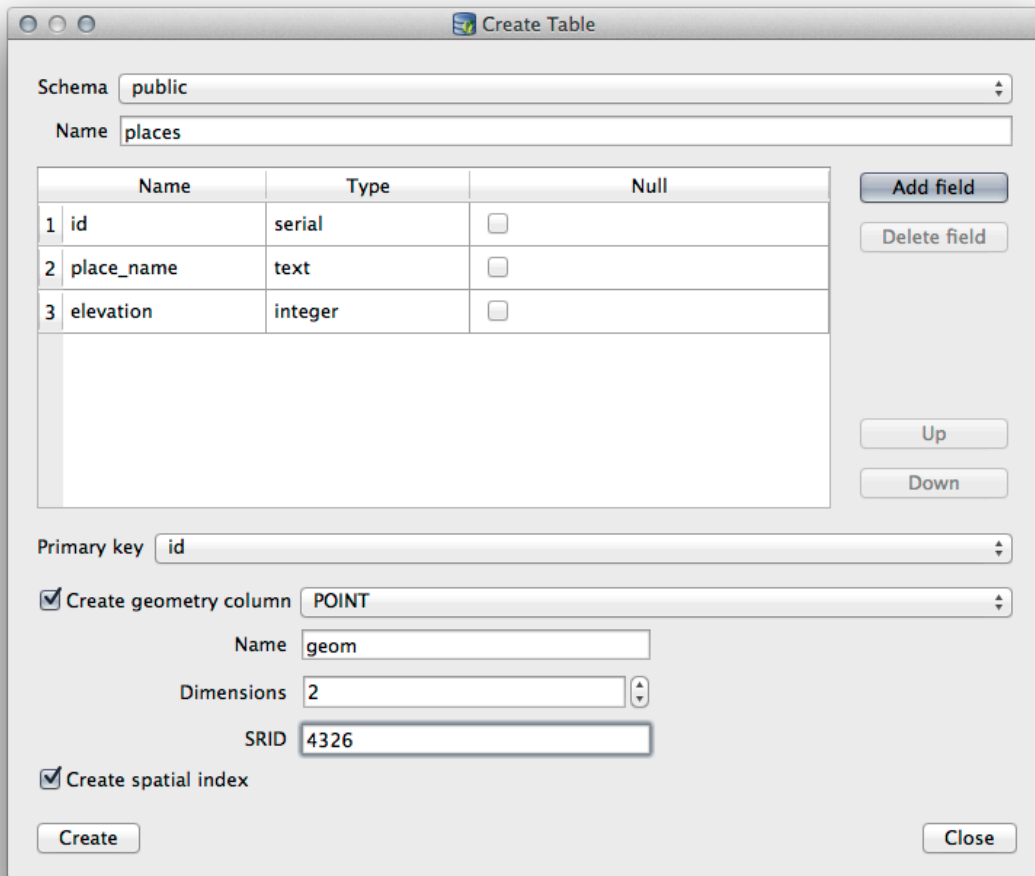 Create Table
Schema public
Name places
Name Type Null
Add field
1 id serial
Delete field
2 place_name text
3 elevation integer
Up
Down
Primary key id
Create geometry column POINT
Name geom
Dimensions 2
SRID 4326
Create spatial index
Create Close